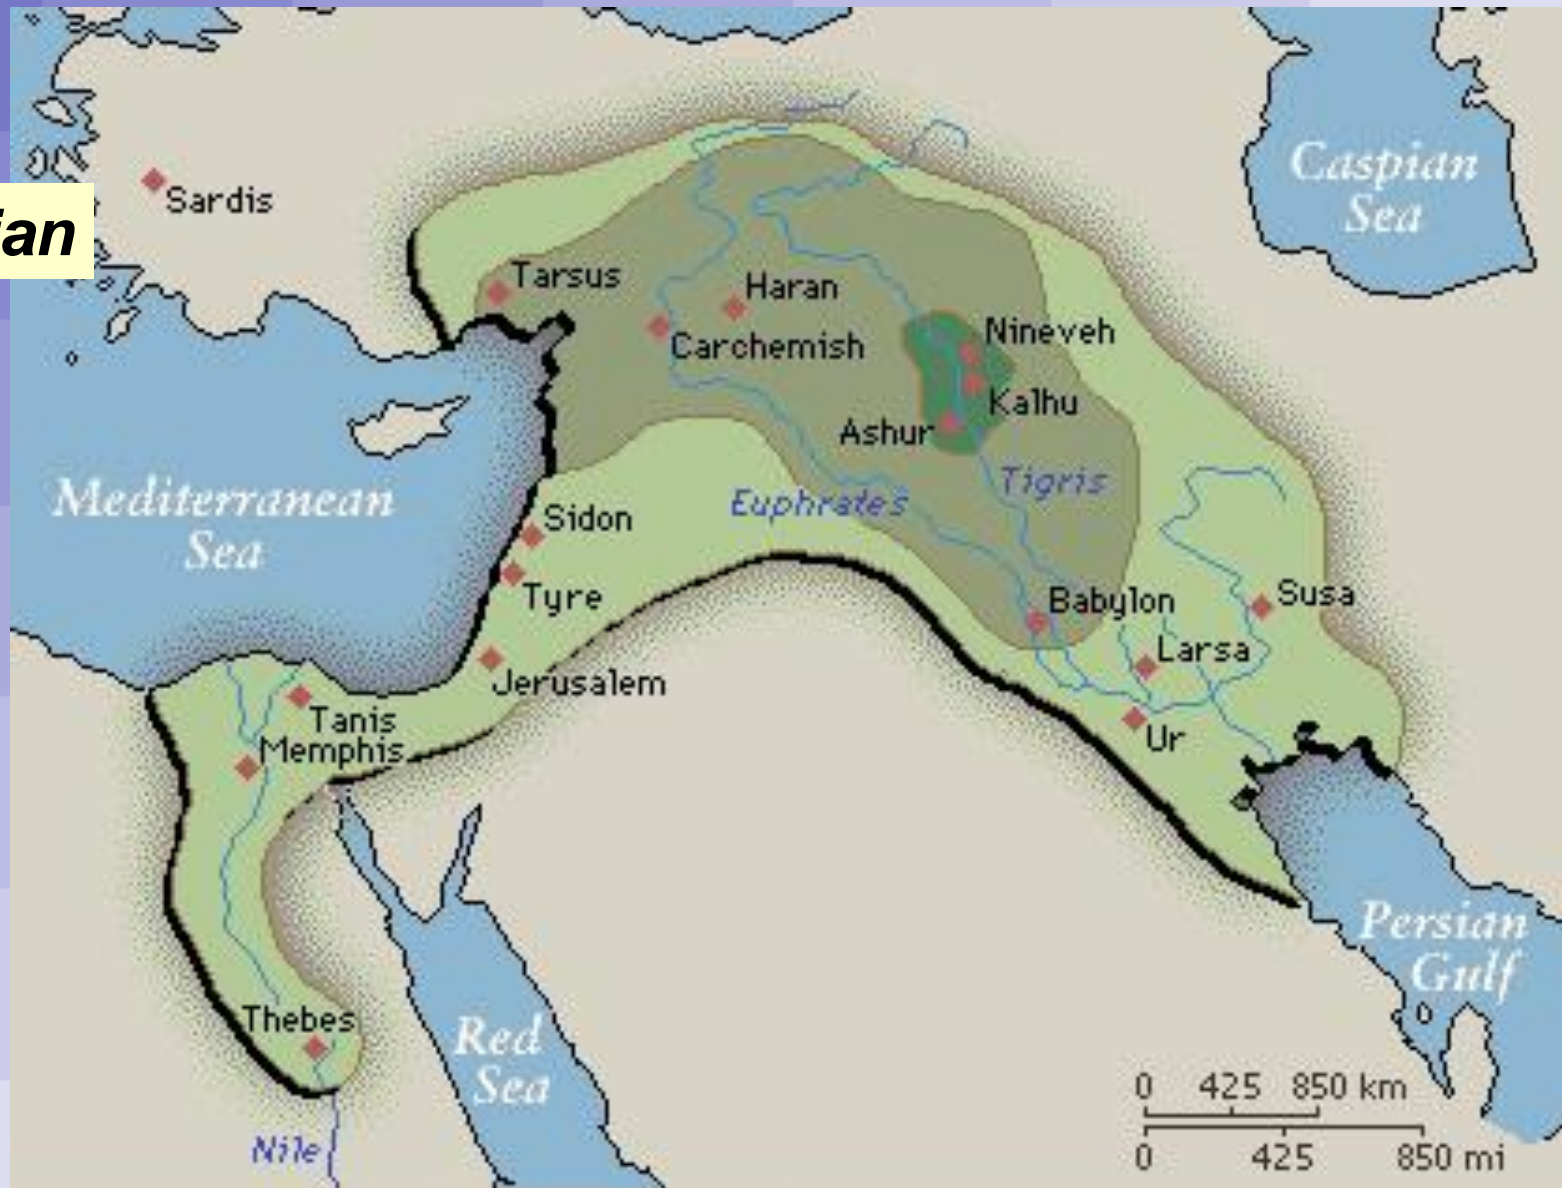 Caspian
Sea
Sardis
ian
Tarsus
Haran
Nineveh
Carchemish
Kalhu
Ashur
Tigris
Mediterranean
Sea
Euphrates
Sidon
Tyre
Babylon
Susa
Larsa
Jerusalem
Tanis
Memphis
Ur
Persian
Gulf
Thebes
Red
Sea
Nile
0 425 850 km
0 425 850 mi